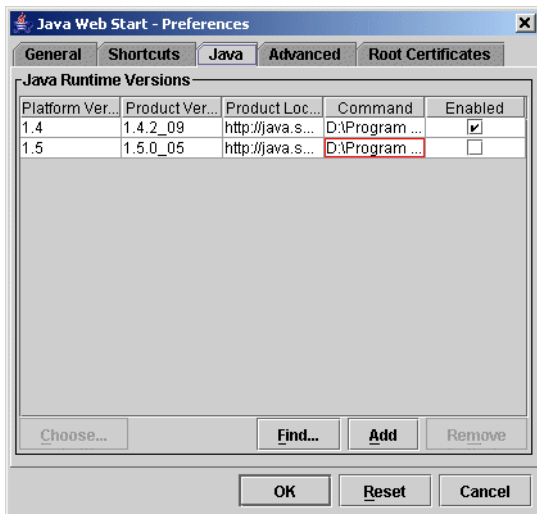 Java Web Start - Preferences
General Shortcuts Java Advanced Root Certificates
Java Runtime Versions
Platform Ver... Product Ver... Product Loc... Command Enabled
1.4 1.4.2_09 http://java.s... D:\Program ...
1.5 1.5.0_05 http://java.s... D:\Program ...
Choose... Find... Add Remove
OK Reset Cancel